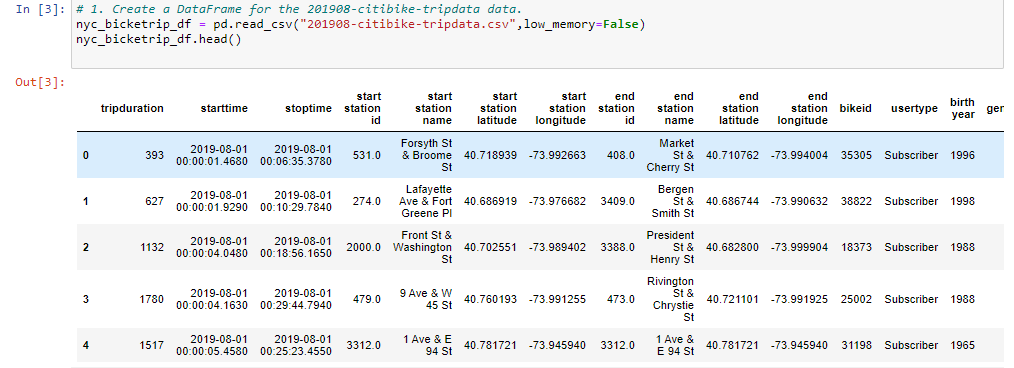 In [3]: # 1. Create a DataFrame for the 201908-citibike-tripdata data.
nyc_bicketrip_df = pd.read_csv("201908-citibike-tripdata.csv",low_memory=False)
nyc_bicketrip_df.head()
Out[3]:
tripduration starttime stoptime start station id start station name start station latitude start station longitude end station id end station name end station latitude end station longitude bikeid usertype birth year ger
0 393 2019-08-01 00:00:01.4680 2019-08-01 00:06:35.3780 531.0 Forsyth St & Broome St 40.718939 -73.992663 408.0 Market St & Cherry St 40.710762 -73.994004 35305 Subscriber 1996
1 627 2019-08-01 00:00:01.9290 2019-08-01 00:10:29.7840 274.0 Lafayette Ave & Fort Greene Pl 40.686919 -73.976682 3409.0 Bergen St & Smith St 40.686744 -73.990632 38822 Subscriber 1998
2 1132 2019-08-01 00:00:04.0480 2019-08-01 00:18:56.1650 2000.0 Front St & Washington St 40.702551 -73.989402 3388.0 President St & Henry St 40.682800 -73.999904 18373 Subscriber 1988
3 1780 2019-08-01 00:00:04.1630 2019-08-01 00:29:44.7940 479.0 9 Ave & W 45 St 40.760193 -73.991255 473.0 Rivington St & Chrystie St 40.721101 -73.991925 25002 Subscriber 1988
4 1517 2019-08-01 00:00:05.4580 2019-08-01 00:25:23.4550 3312.0 1 Ave & E 94 St 40.781721 -73.945940 3312.0 1 Ave & E 94 St 40.781721 -73.945940 31198 Subscriber 1965